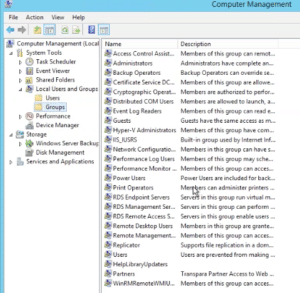 Computer Management
Computer Management (Local
System Tools
Task Scheduler
Event Viewer
Shared Folders
Local Users and Groups
Users
Groups
Performance
Device Manager
Storage
Windows Server Backup
Disk Management
Services and Applications
Name Description
Access Control Assist... Members of this group can remot...
Administrators Administrators have complete an...
Backup Operators Backup Operators can override se...
Certificate Service DC... Members of this group are allowe...
Cryptographic Operat... Members are authorized to perfor...
Distributed COM Users Members are allowed to launch, a...
Event Log Readers Members of this group can read e...
Guests Guests have the same access as m...
Hyper-V Administrators Members of this group have com...
IIS_IUSRS Built-in group used by Internet Inf...
Network Configuratio... Members in this group can have s...
Performance Log Users Members of this group may sche...
Performance Monitor ... Members of this group can acces...
Power Users Power Users are included for back...
Print Operators Members can administer printers ...
RDS Endpoint Servers Servers in this group run virtual m...
RDS Management Ser... Servers in this group can perform ...
RDS Remote Access S... Servers in this group enable users ...
Remote Desktop Users Members in this group are grante...
Remote Management... Members of this group can acces...
Replicator Supports file replication in a dom...
Users Users are prevented from making ...
HelpLibraryUpdaters
Partners Transpara Partner Access to Web ...
WinRMRemoteWMIU... Members of this group can acces...